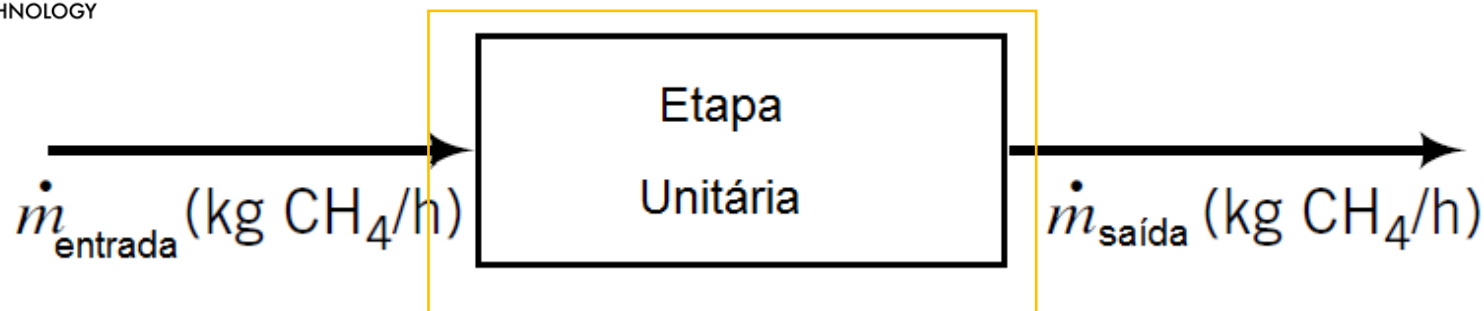 HNOLOGY
Etapa
Unitária
ṁentrada (kg CH₄/h)
ṁsaída (kg CH₄/h)